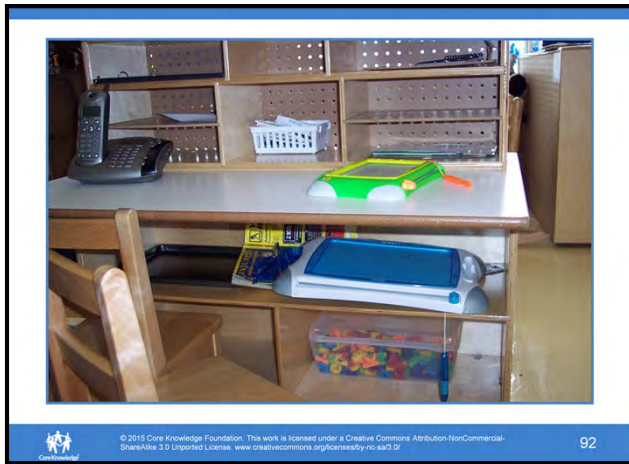 © 2015 Core Knowledge Foundation. This work is licensed under a Creative Commons Attribution-NonCommercial-
ShareAlike 3.0 Unported License. www.creativecommons.org/licenses/by-nc-sa/3.0/
92
CoreKnowledge